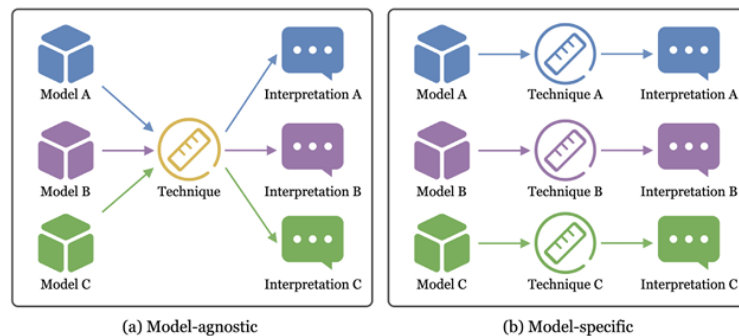 Model A
Interpretation A
Model B
Technique
Interpretation B
Model C
Interpretation C
(a) Model-agnostic
Model A
Technique A
Interpretation A
Model B
Technique B
Interpretation B
Model C
Technique C
Interpretation C
(b) Model-specific